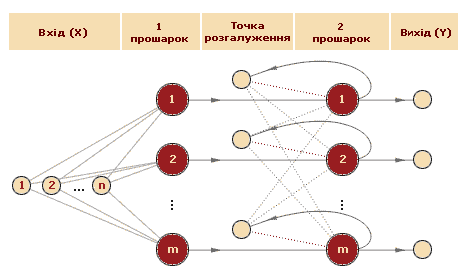 Вхід (X)
1
прошарок
Точка
розгалуження
2
прошарок
Вихід (Y)
1
1
2
2
1 2 ... n
⋮
⋮
m
m